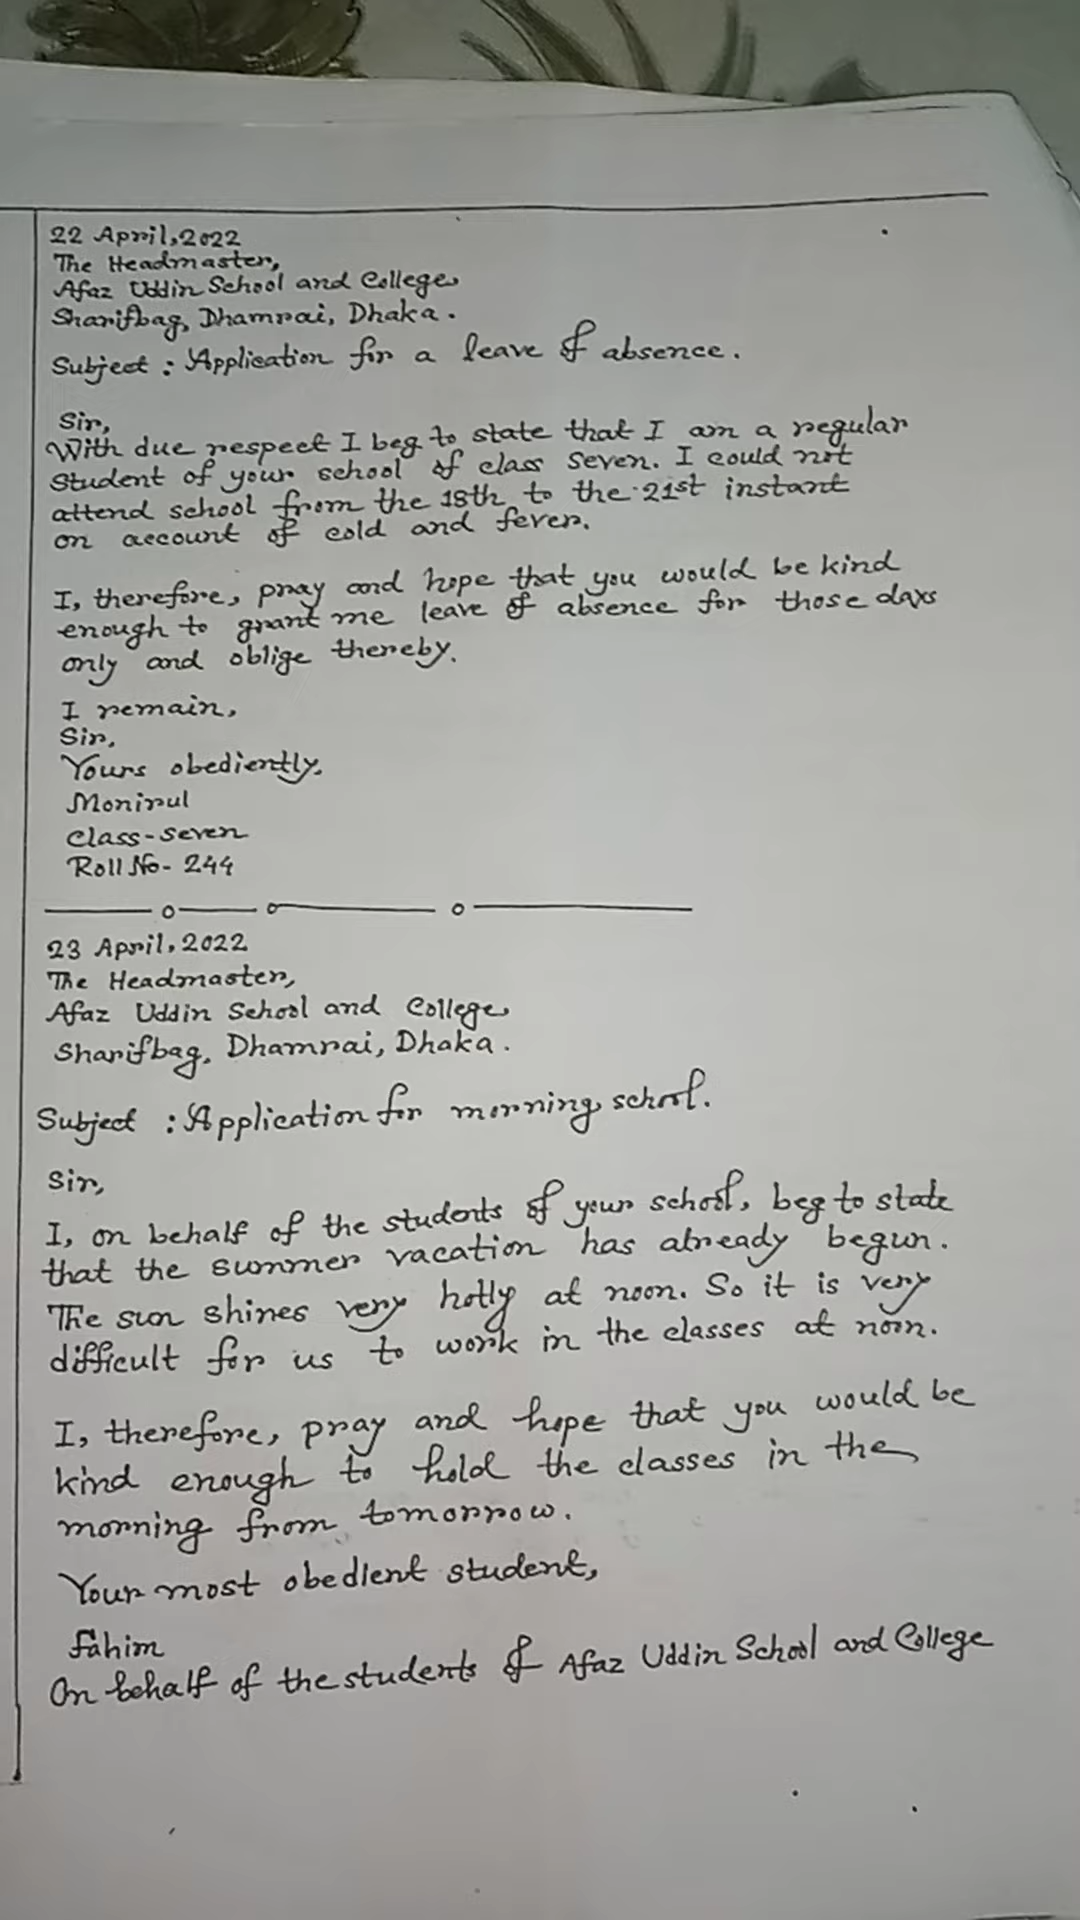 22 April, 2022
The Headmaster,
Afaz Uddin School and College,
Sharifbag, Dhamrai, Dhaka.
Subject : Application for a leave of absence.
Sir,
With due respect I beg to state that I am a regular
student of your school of class seven. I could not
attend school from the 18th to the 21st instant
on account of cold and fever.
I, therefore, pray and hope that you would be kind
enough to grant me leave of absence for those days
only and oblige thereby.
I remain,
Sir,
Yours obediently,
Monirul
Class-seven
Roll No- 244
23 April, 2022
The Headmaster,
Afaz Uddin School and College,
Sharifbag, Dhamrai, Dhaka.
Subject : Application for morning school.
Sir,
I, on behalf of the students of your school, beg to state
that the summer vacation has already begun.
The sun shines very hotly at noon. So it is very
difficult for us to work in the classes at noon.
I, therefore, pray and hope that you would be
kind enough to hold the classes in the
morning from tomorrow.
Your most obedient student,
Fahim
On behalf of the students of Afaz Uddin School and College